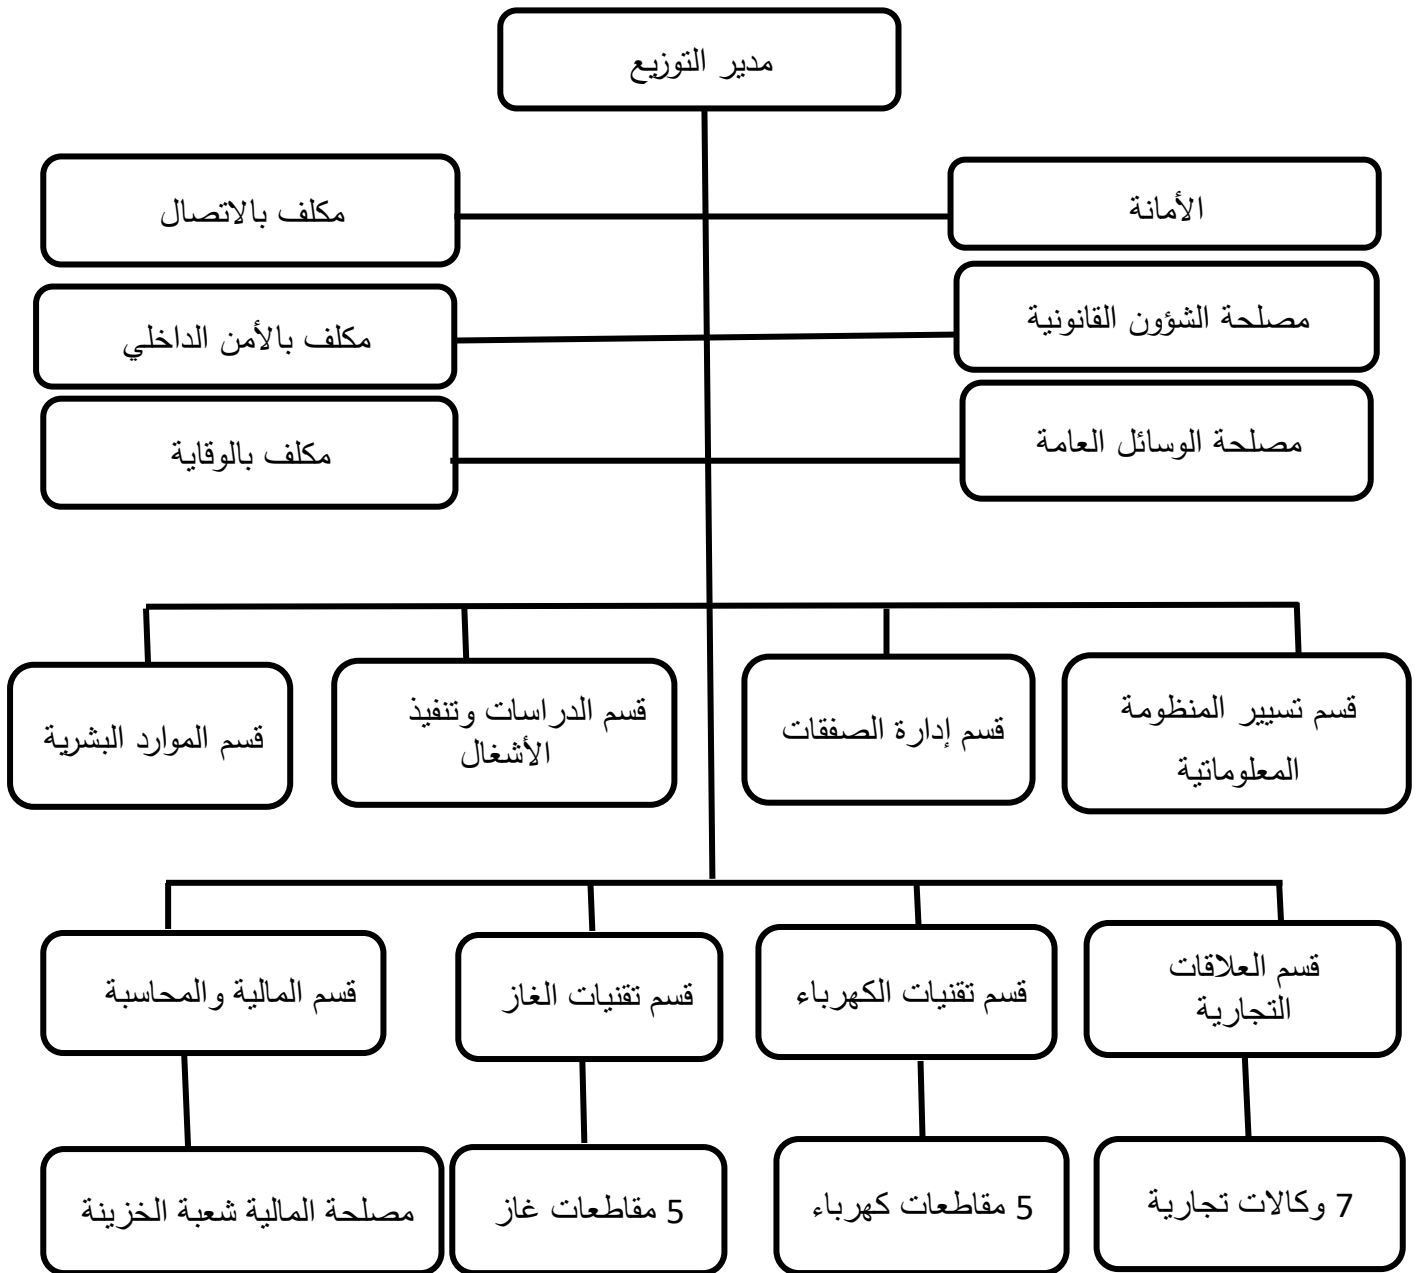 مدير التوزيع
الأمانة
مكلف بالاتصال
مصلحة الشؤون القانونية
مكلف بالأمن الداخلي
مصلحة الوسائل العامة
مكلف بالوقاية
قسم تسيير المنظومة
المعلوماتية
قسم إدارة الصفقات
قسم الدراسات وتنفيذ
الأشغال
قسم الموارد البشرية
قسم العلاقات
التجارية
قسم تقنيات الكهرباء
قسم تقنيات الغاز
قسم المالية والمحاسبة
7 وكالات تجارية
5 مقاطعات كهرباء
5 مقاطعات غاز
مصلحة المالية شعبة الخزينة